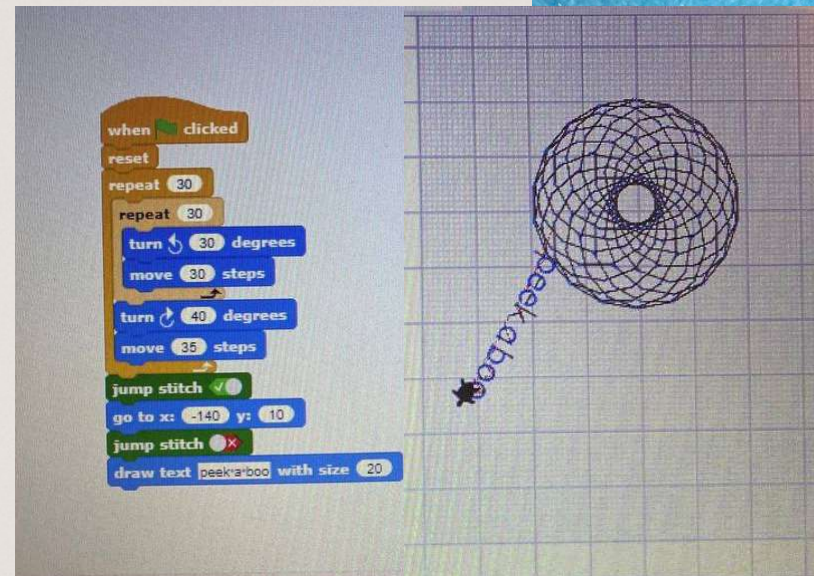 when clicked
reset
repeat 30
repeat 30
turn 30 degrees
move 30 steps
turn 40 degrees
move 35 steps
jump stitch
go to x: -140 y: 10
jump stitch
draw text peek·a·boo with size 20
peek a boo